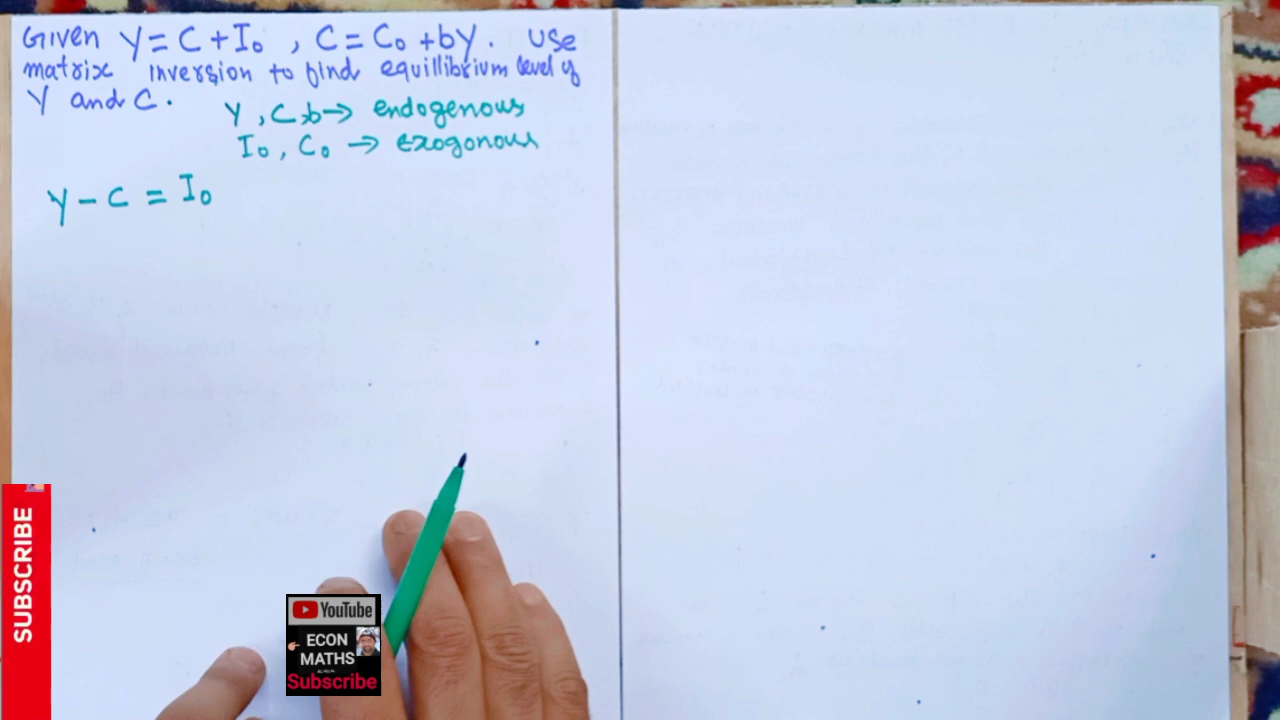 Given Y = C + I₀ , C = C₀ + bY. Use
matrix inversion to find equillibrium level of
Y and C.
Y , C, b → endogenous
I₀ , C₀ → exogonous
Y - C = I₀
SUBSCRIBE
YouTube
ECON
MATHS
Subscribe